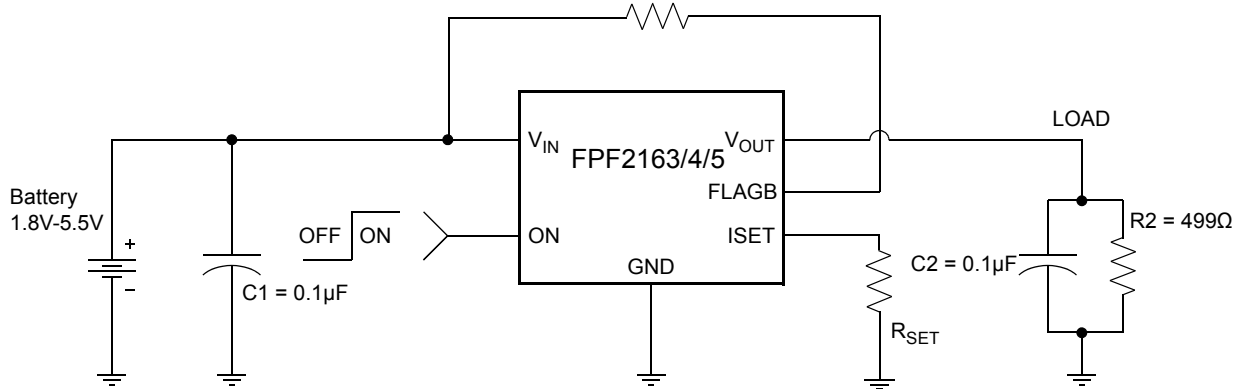 LOAD
V_IN
V_OUT
FPF2163/4/5
FLAGB
Battery
1.8V-5.5V
+
–
OFF
ON
ON
ISET
R2 = 499Ω
C1 = 0.1µF
GND
C2 = 0.1µF
R_SET